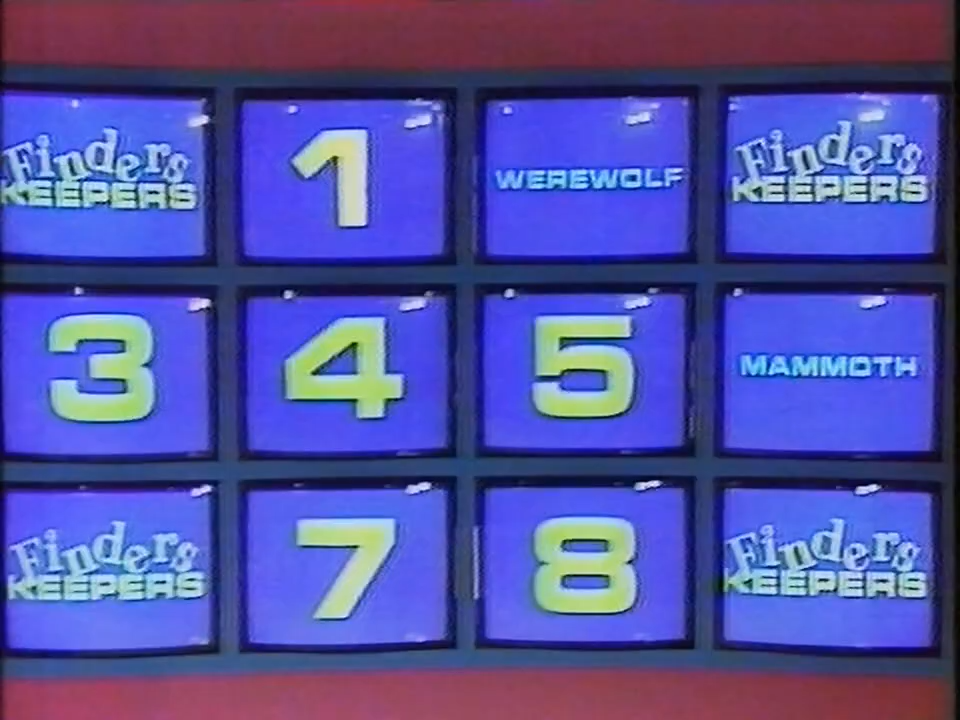 Finders
KEEPERS
1
WEREWOLF
Finders
KEEPERS
3
4
5
MAMMOTH
Finders
KEEPERS
7
8
Finders
KEEPERS